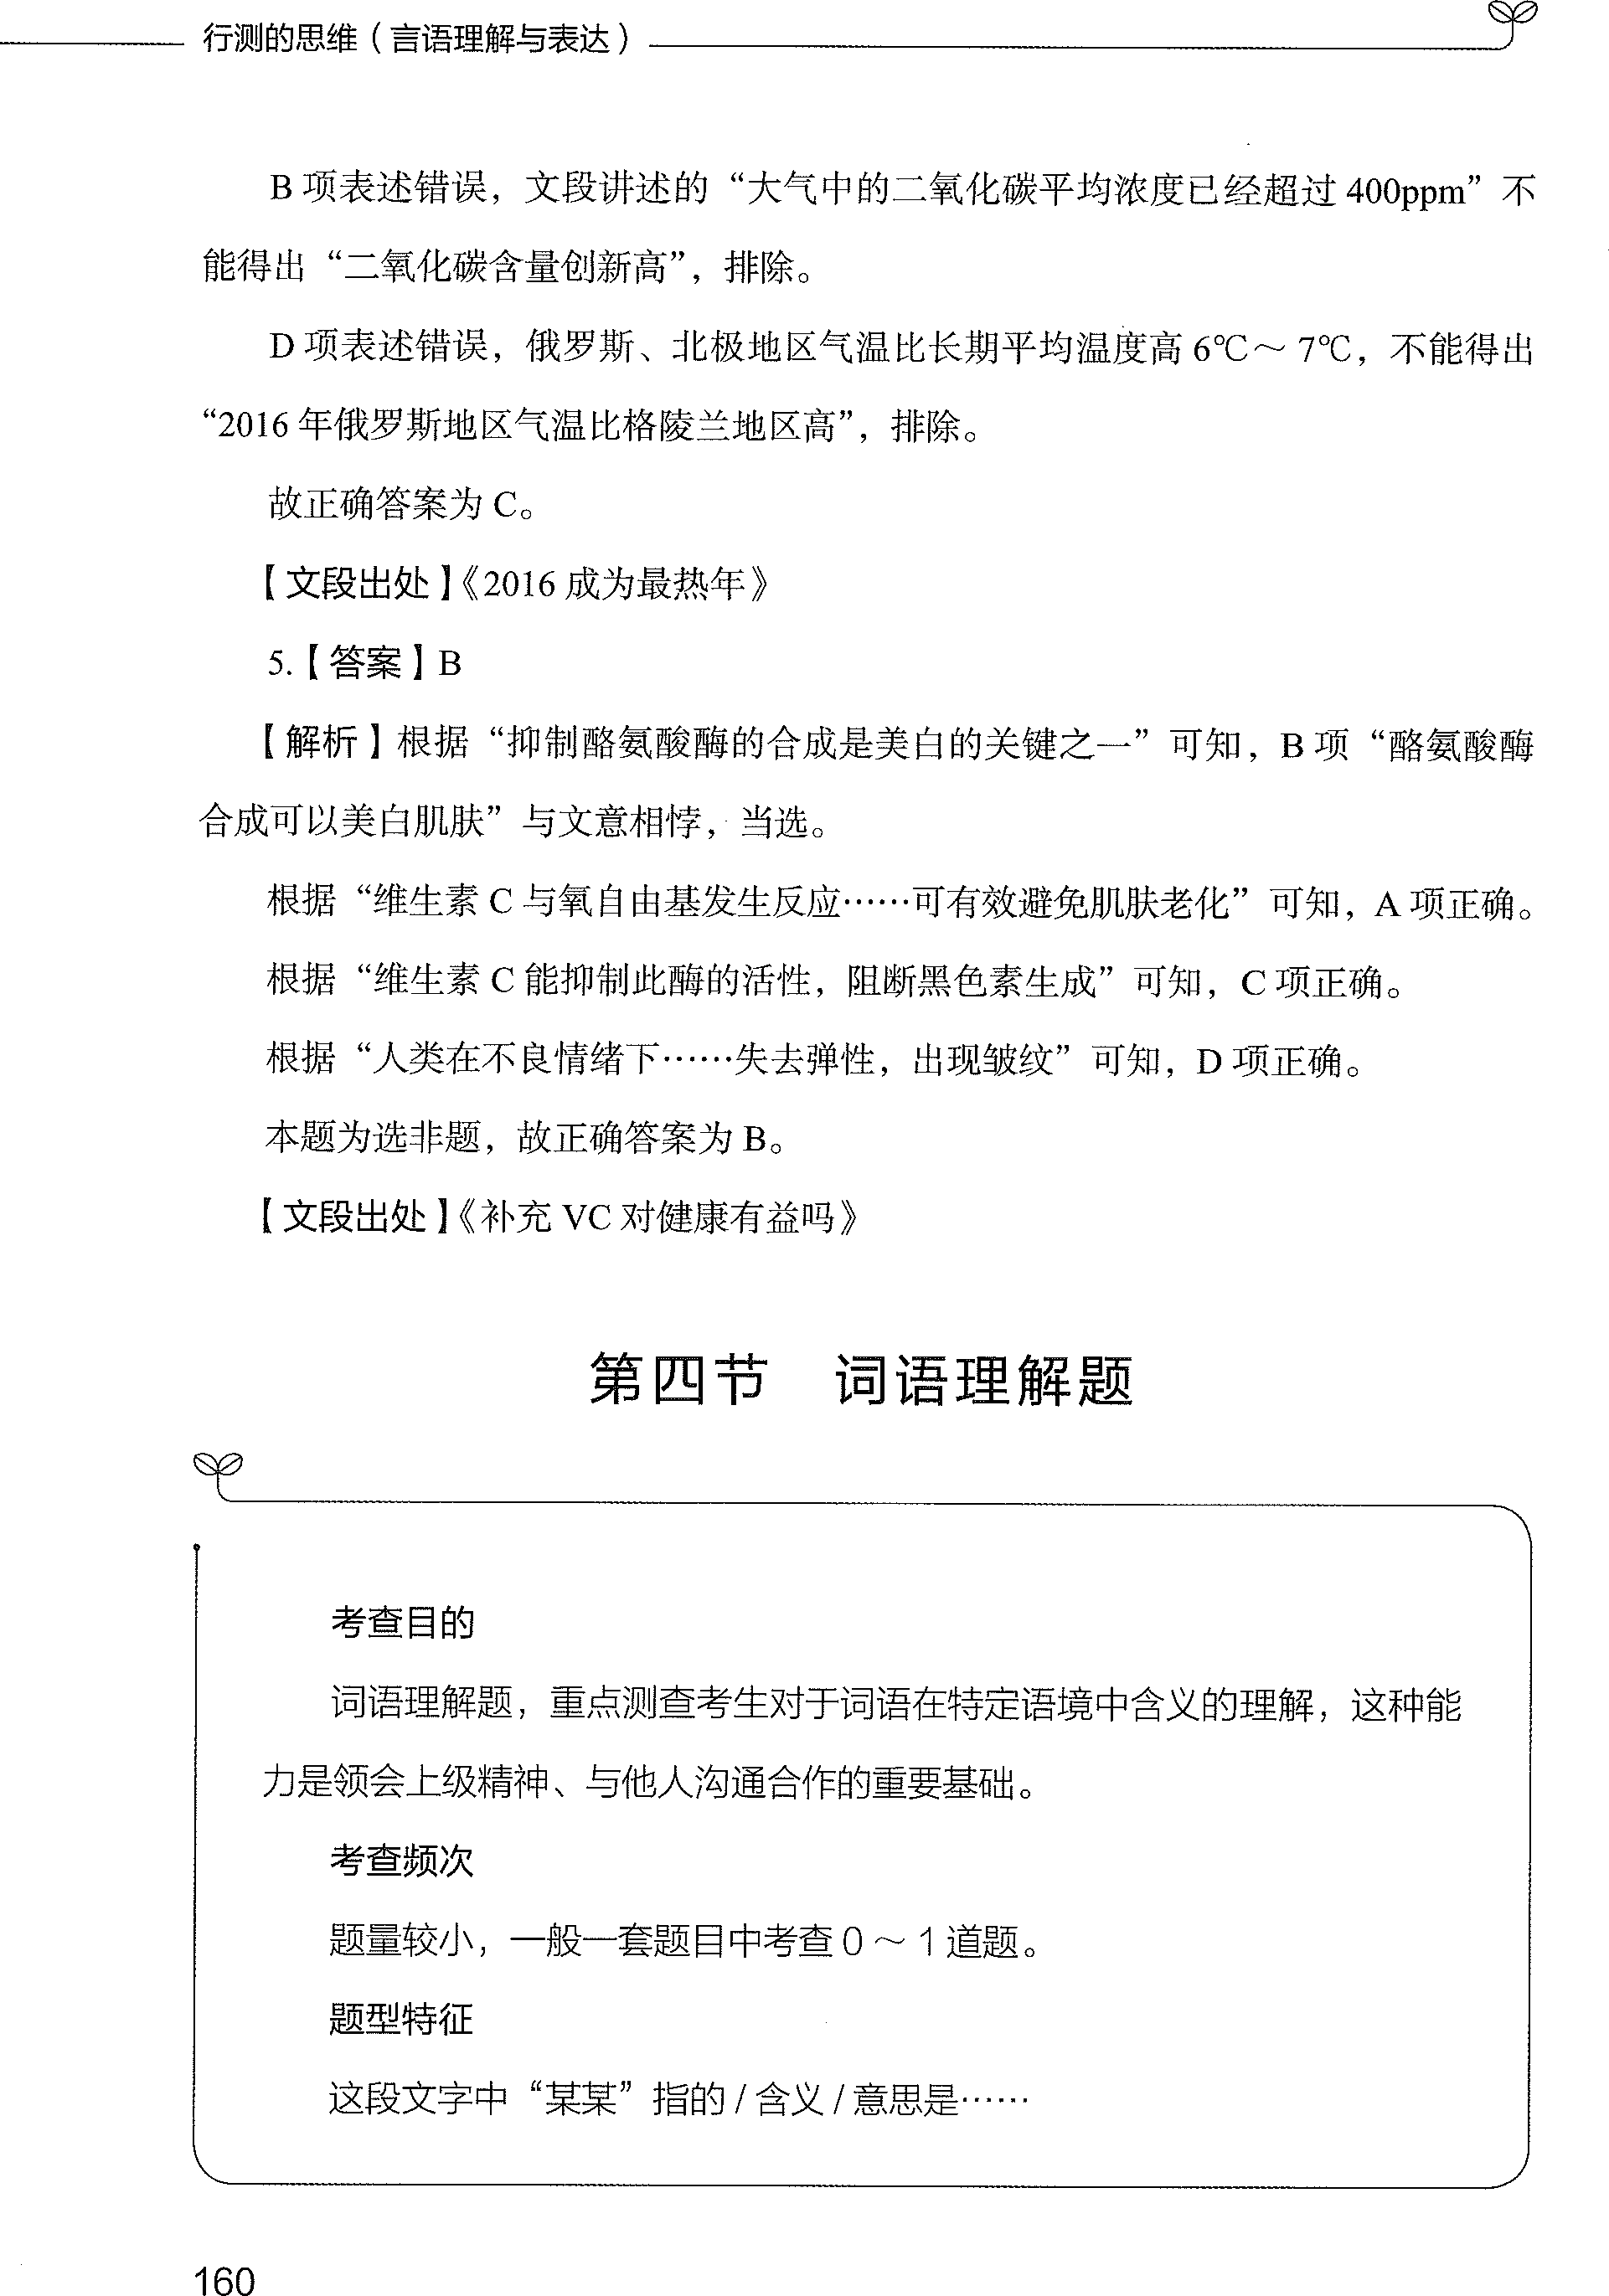 行测的思维（言语理解与表达）
B 项表述错误，文段讲述的“大气中的二氧化碳平均浓度已经超过 400ppm”不
能得出“二氧化碳含量创新高”，排除。
D 项表述错误，俄罗斯、北极地区气温比长期平均温度高 6℃～ 7℃，不能得出
“2016 年俄罗斯地区气温比格陵兰地区高”，排除。
故正确答案为 C。
【文段出处】《2016 成为最热年》
5.【答案】B
【解析】根据“抑制酪氨酸酶的合成是美白的关键之一”可知，B 项“酪氨酸酶
合成可以美白肌肤”与文意相悖，当选。
根据“维生素 C 与氧自由基发生反应……可有效避免肌肤老化”可知，A 项正确。
根据“维生素 C 能抑制此酶的活性，阻断黑色素生成”可知，C 项正确。
根据“人类在不良情绪下……失去弹性，出现皱纹”可知，D 项正确。
本题为选非题，故正确答案为 B。
【文段出处】《补充 VC 对健康有益吗》
第四节　词语理解题
考查目的
词语理解题，重点测查考生对于词语在特定语境中含义的理解，这种能
力是领会上级精神、与他人沟通合作的重要基础。
考查频次
题量较小，一般一套题目中考查 0 ～ 1 道题。
题型特征
这段文字中“某某”指的 / 含义 / 意思是……
160